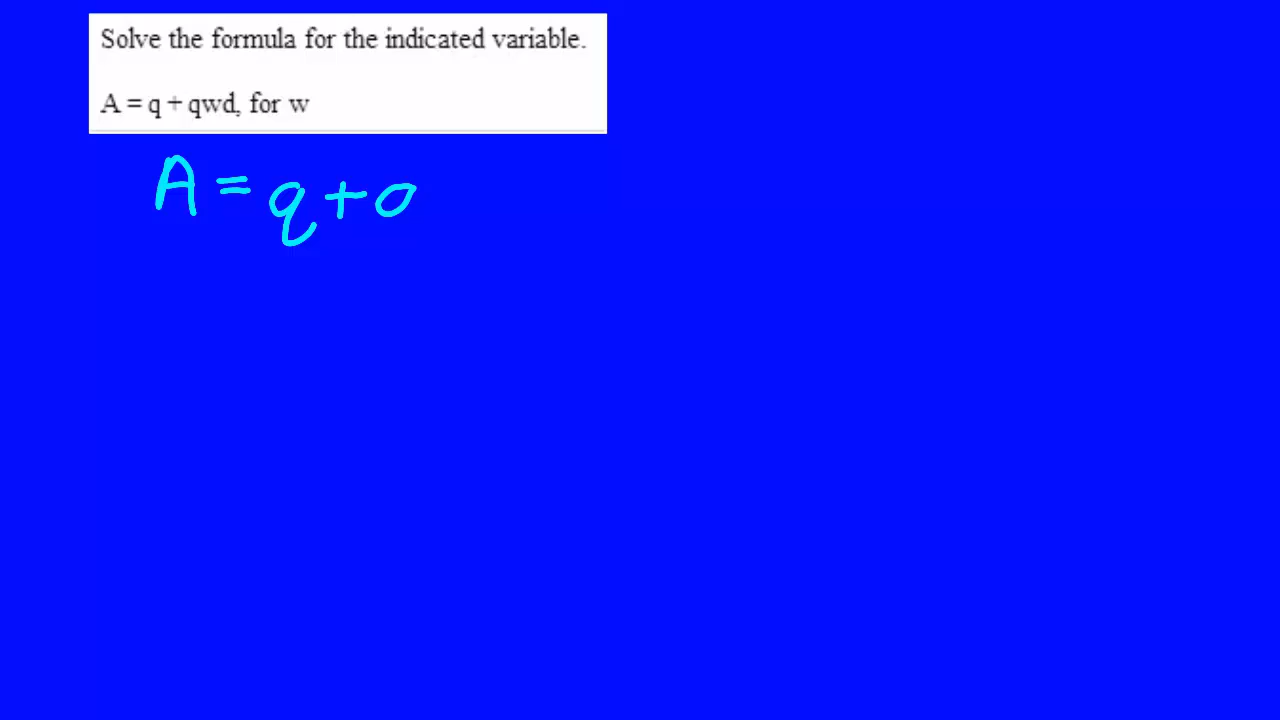 Solve the formula for the indicated variable.
A = q + qwd, for w
A = q + o